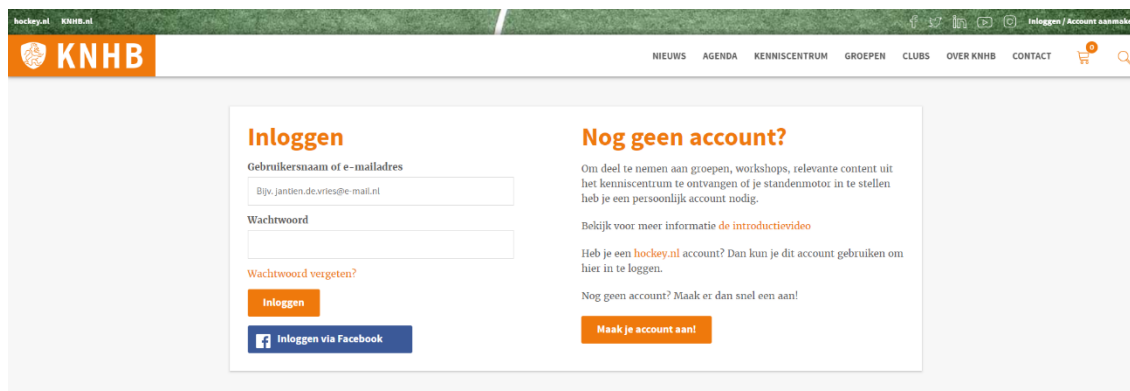 hockey.nl KNHB.nl
Inloggen / Account aanmake
KNHB
NIEUWS AGENDA KENNISCENTRUM GROEPEN CLUBS OVER KNHB CONTACT
0
Inloggen
Gebruikersnaam of e-mailadres
Bijv. jantien.de.vries@e-mail.nl
Wachtwoord
Wachtwoord vergeten?
Inloggen
Inloggen via Facebook
Nog geen account?
Om deel te nemen aan groepen, workshops, relevante content uit
het kenniscentrum te ontvangen of je standenmotor in te stellen
heb je een persoonlijk account nodig.
Bekijk voor meer informatie de introductievideo
Heb je een hockey.nl account? Dan kun je dit account gebruiken om
hier in te loggen.
Nog geen account? Maak er dan snel een aan!
Maak je account aan!